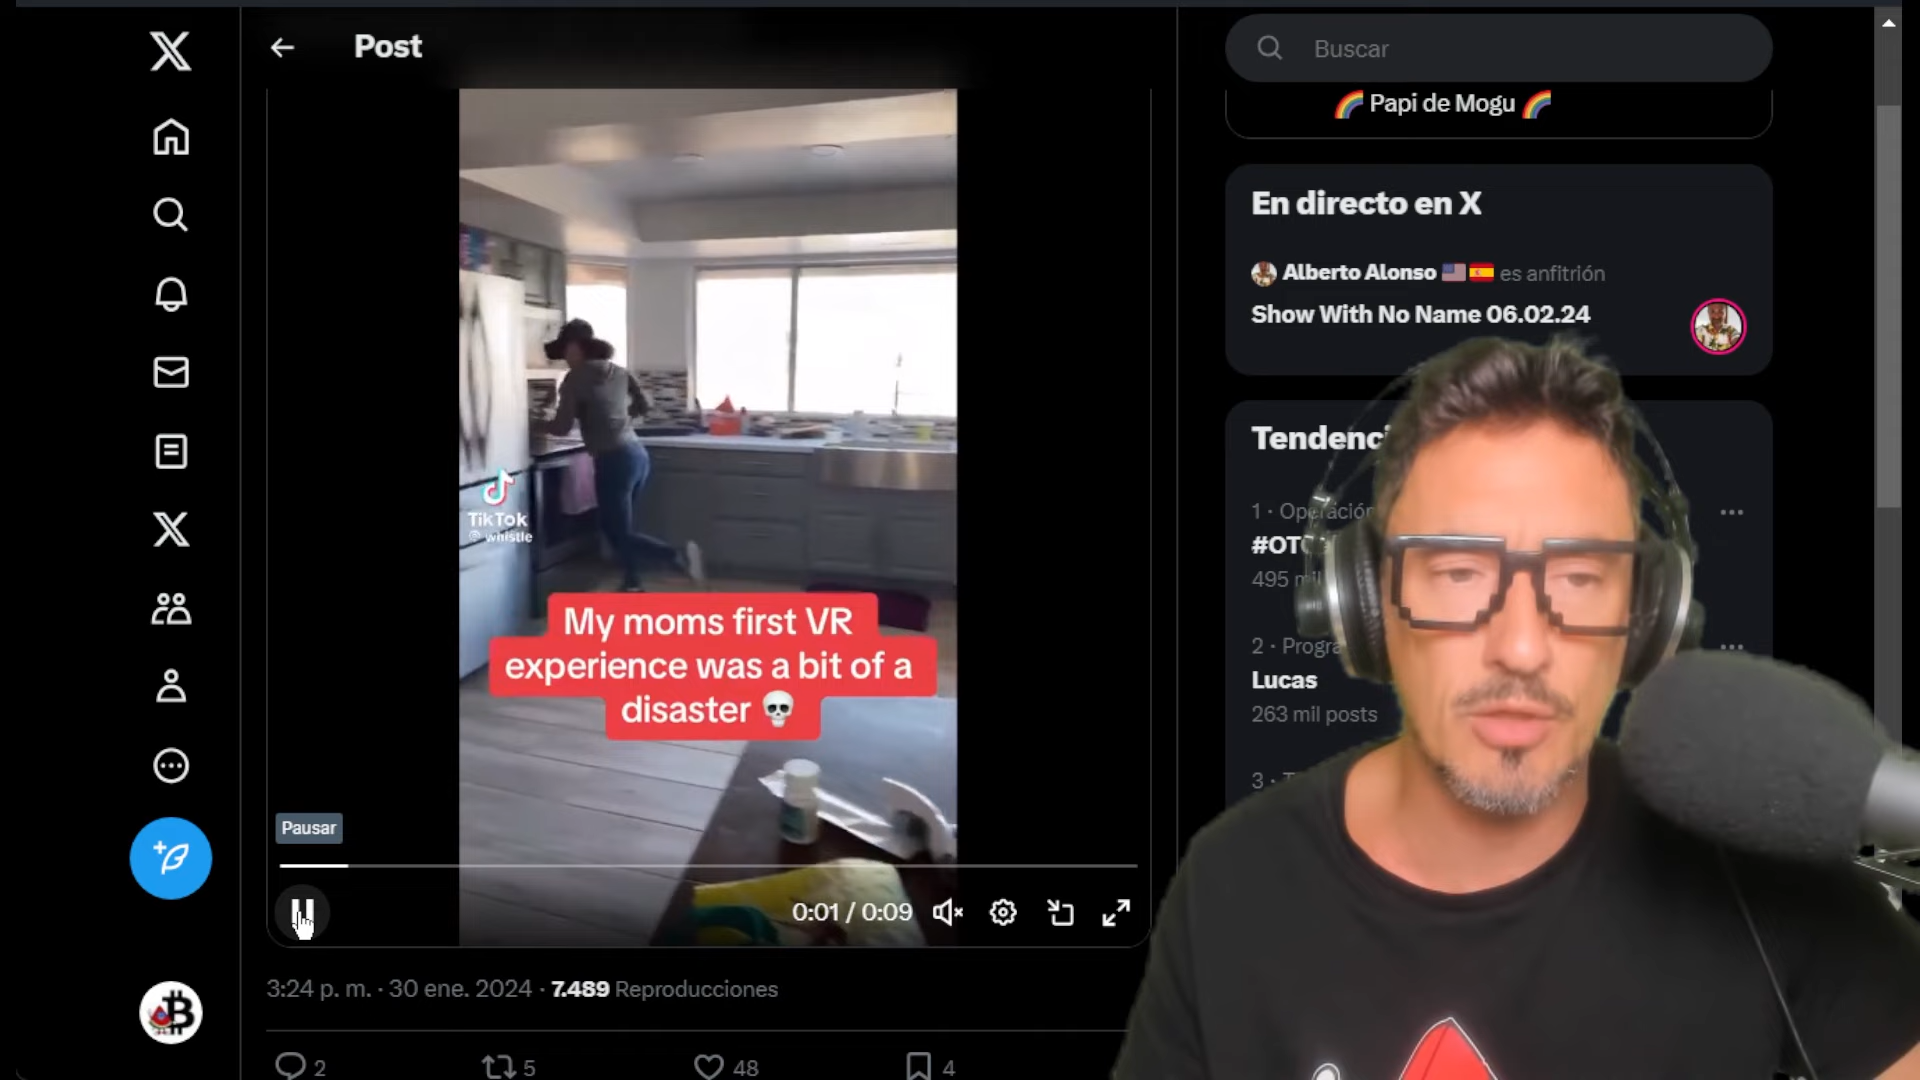 Post
Buscar
🌈 Papi de Mogu 🌈
En directo en X
Alberto Alonso 🇺🇸🇪🇸 es anfitrión
Show With No Name 06.02.24
Tendenci
1 · Operación
#OT
495 mil
2 · Progra
Lucas
263 mil posts
3 ·
TikTok
@ whistle
My moms first VR
experience was a bit of a
disaster 💀
Pausar
0:01 / 0:09
3:24 p. m. · 30 ene. 2024 · 7.489 Reproducciones
2
5
48
4